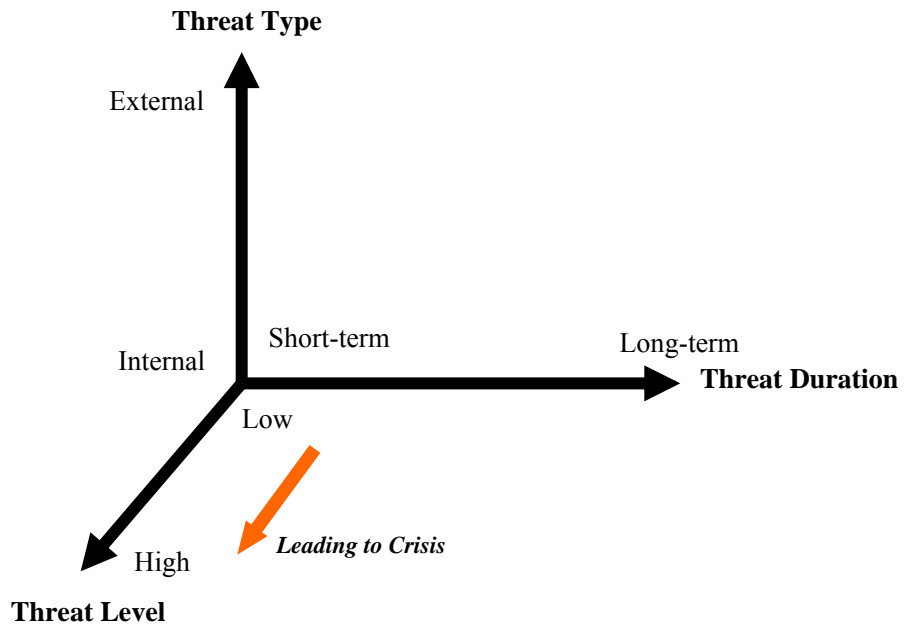 Threat Type
External
Short-term
Long-term
Internal
Threat Duration
Low
Leading to Crisis
High
Threat Level